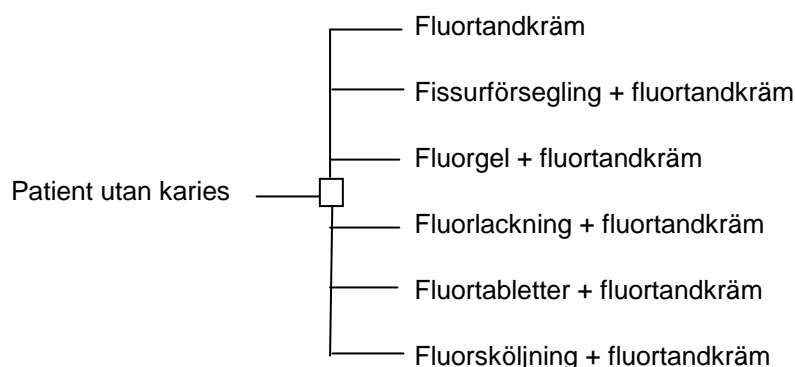 Fluortandkräm
Fissurförsegling + fluortandkräm
Fluorgel + fluortandkräm
Patient utan karies
Fluorlackning + fluortandkräm
Fluortabletter + fluortandkräm
Fluorsköljning + fluortandkräm